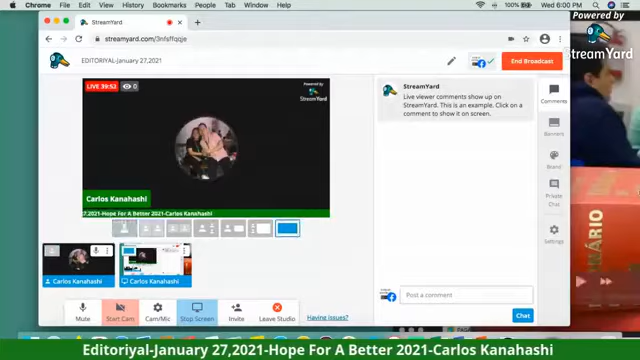 Chrome File Edit View History Bookmarks People Tab Window Help
100% Wed 6:00 PM
Powered by
StreamYard
StreamYard
streamyard.com/3nfsffqqje
EDITORIYAL-January 27,2021
End Broadcast
LIVE 39:53
0
Powered by
StreamYard
Carlos Kanahashi
7,2021-Hope For A Better 2021-Carlos Kanahashi
StreamYard
Live viewer comments show up on
StreamYard. This is an example. Click on a
comment to show it on screen.
Comments
Banners
Brand
Private
Chat
Settings
Carlos Kanahashi
Carlos Kanahashi
Mute
Start Cam
Cam/Mic
Stop Screen
Invite
Leave Studio
Having issues?
Post a comment
Chat
Editoriyal-January 27,2021-Hope For A Better 2021-Carlos Kanahashi